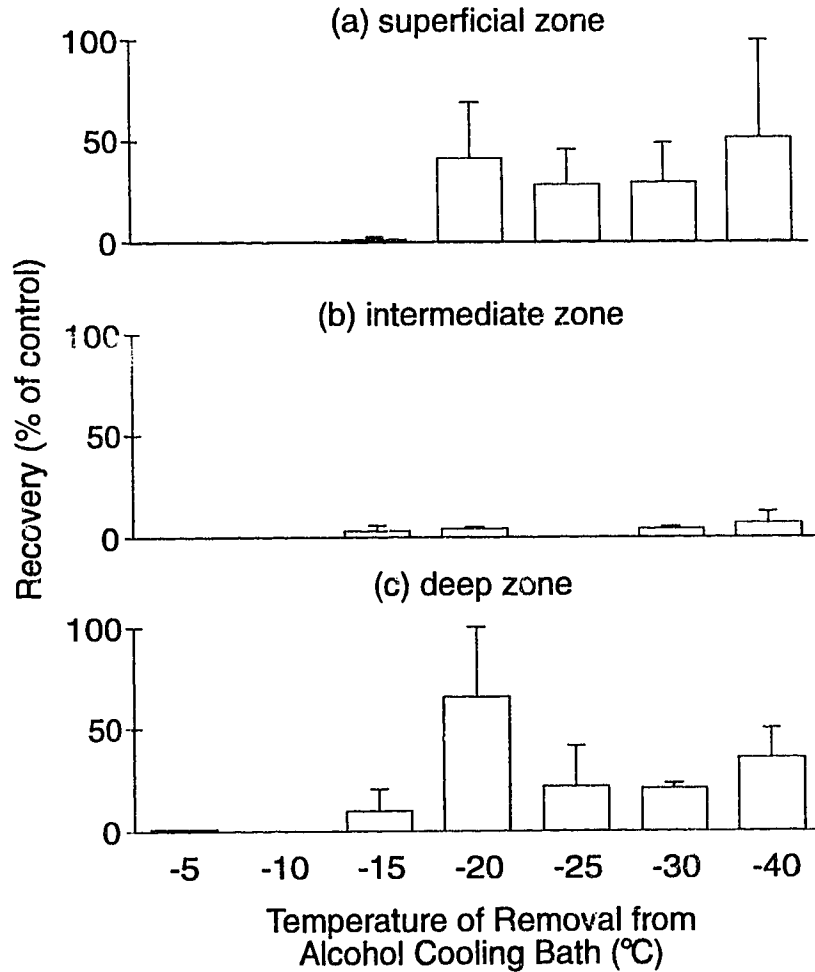 (a) superficial zone
100
50
0
(b) intermediate zone
100
50
0
(c) deep zone
100
50
0
Recovery (% of control)
-5 -10 -15 -20 -25 -30 -40
Temperature of Removal from
Alcohol Cooling Bath (°C)